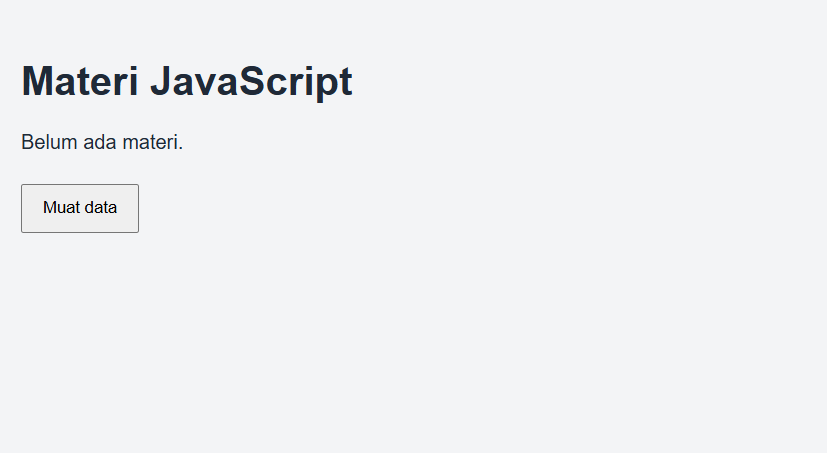 Materi JavaScript
Belum ada materi.
Muat data